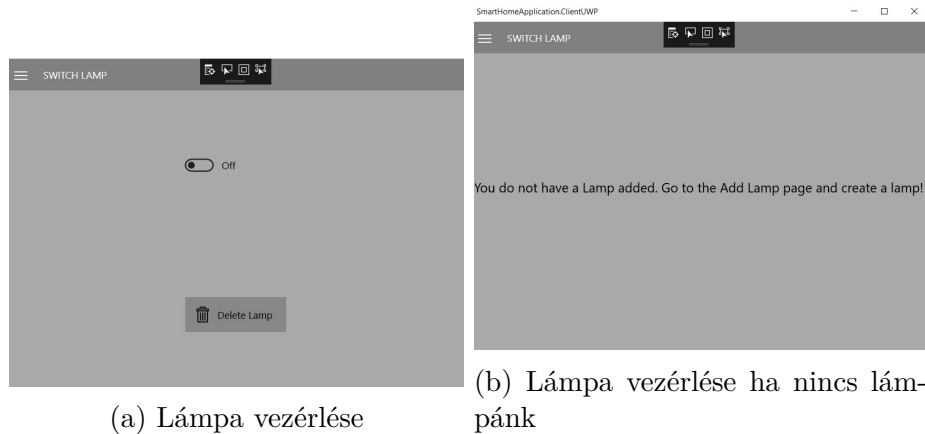 SWITCH LAMP
Off
Delete Lamp
(a) Lámpa vezérlése
SmartHomeApplication.ClientUWP
SWITCH LAMP
You do not have a Lamp added. Go to the Add Lamp page and create a lamp!
(b) Lámpa vezérlése ha nincs lám-
pánk